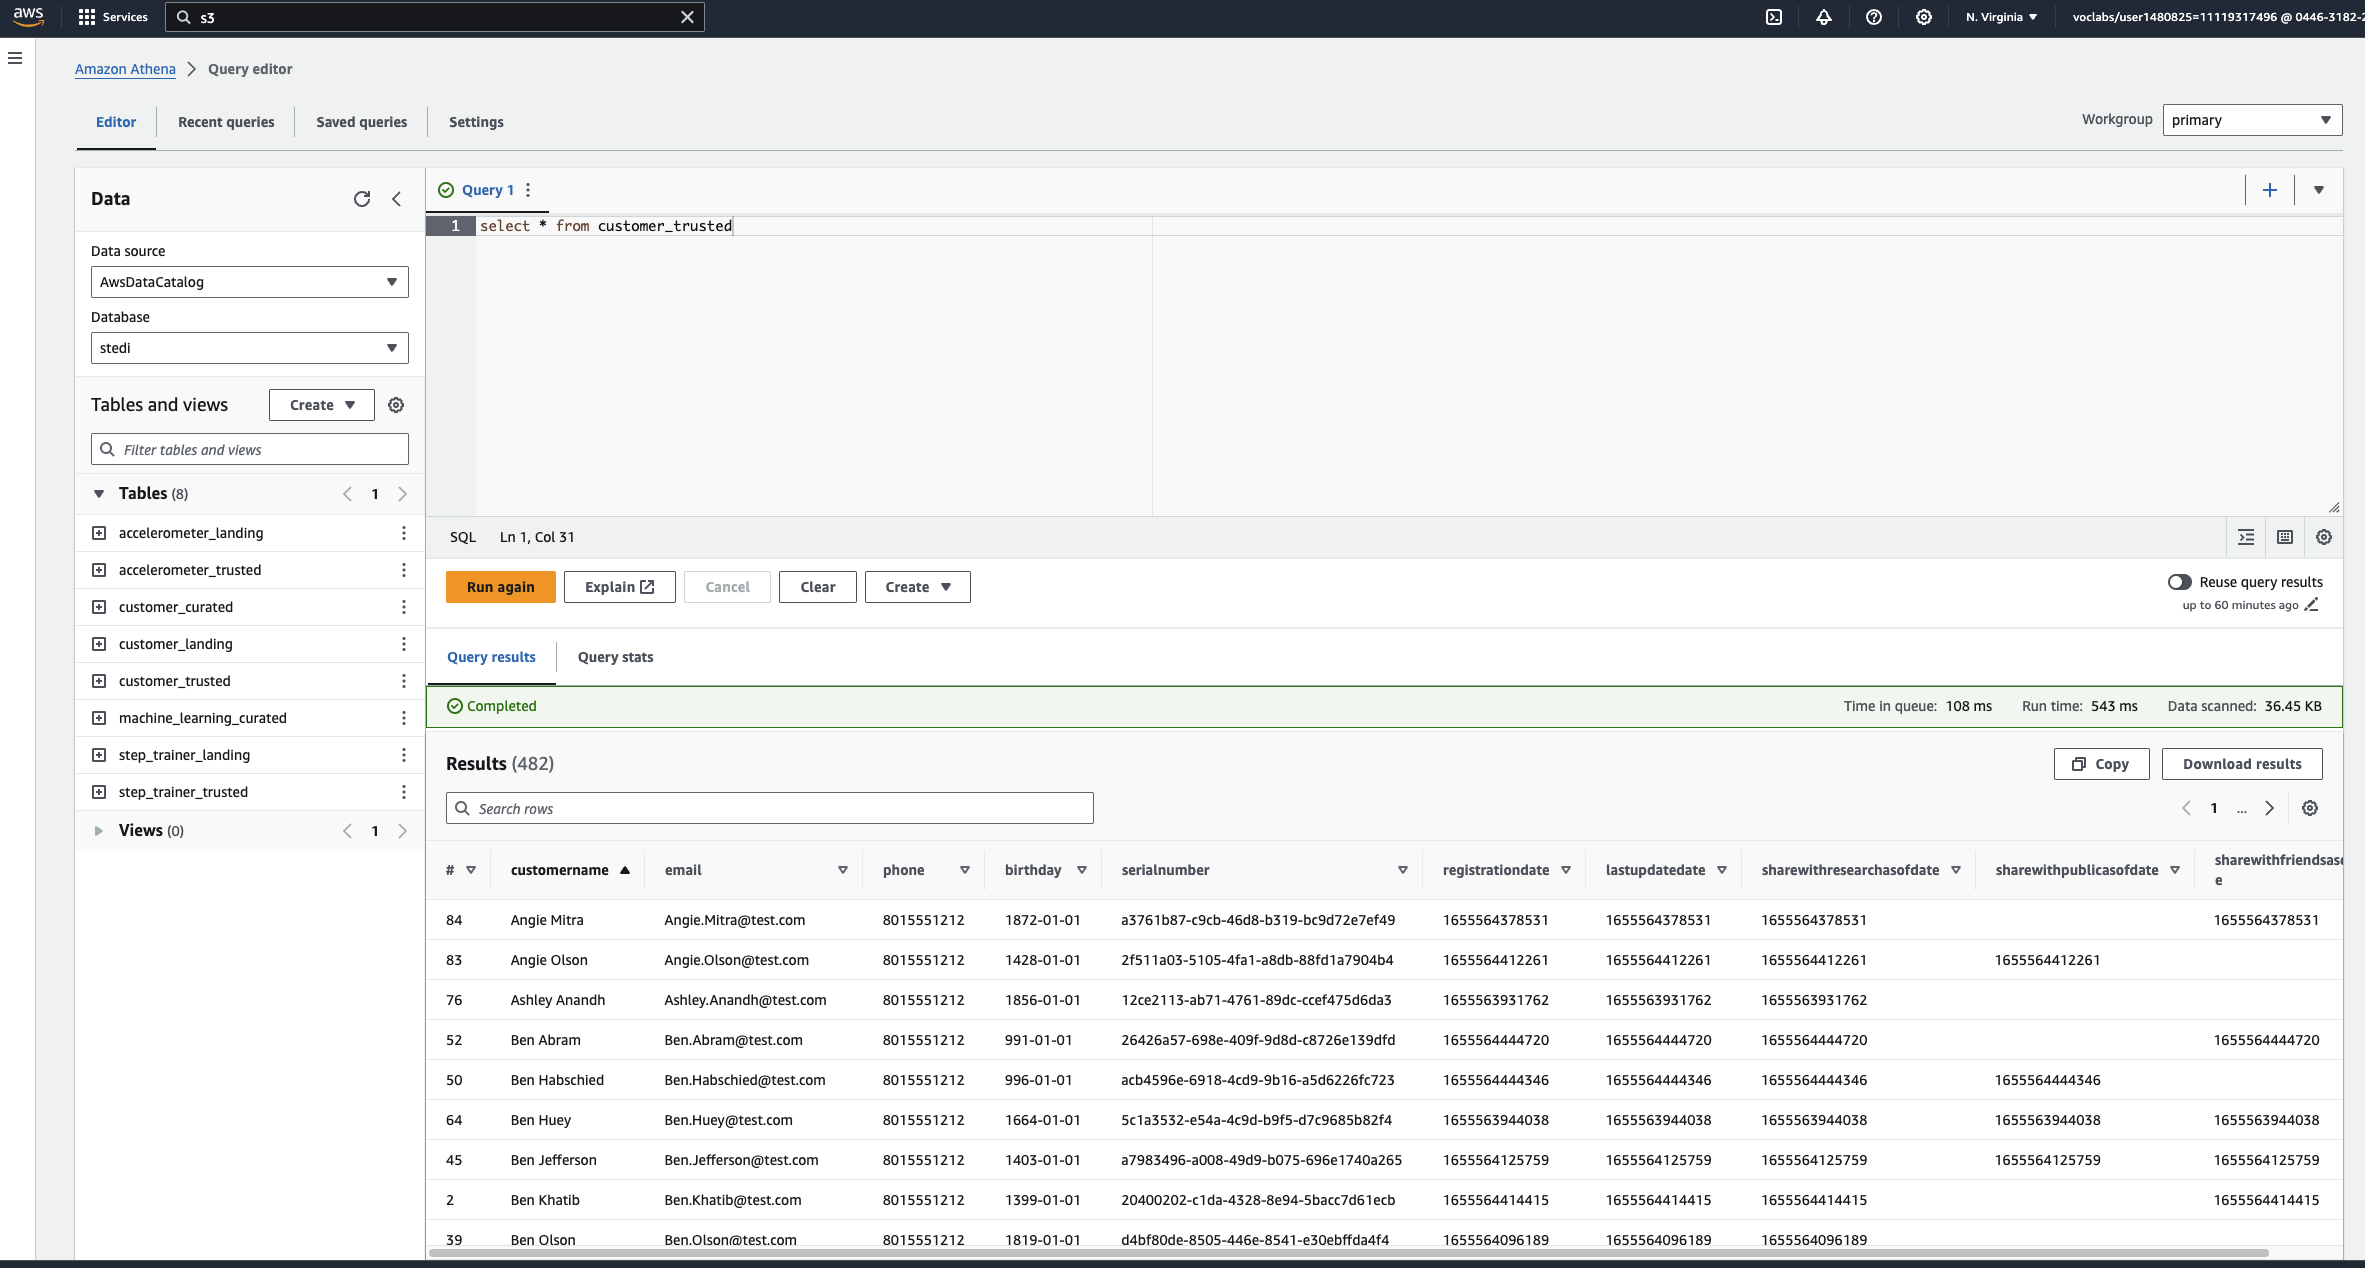 aws Services s3 N. Virginia voclabs/user1480825=11119317496 @ 0446-3182-
Amazon Athena Query editor
Editor Recent queries Saved queries Settings Workgroup primary
Data
Data source
AwsDataCatalog
Database
stedi
Tables and views Create
Filter tables and views
Tables (8) 1
accelerometer_landing
accelerometer_trusted
customer_curated
customer_landing
customer_trusted
machine_learning_curated
step_trainer_landing
step_trainer_trusted
Views (0) 1
Query 1
1 select * from customer_trusted
SQL Ln 1, Col 31
Run again Explain Cancel Clear Create Reuse query results
up to 60 minutes ago
Query results Query stats
Completed Time in queue: 108 ms Run time: 543 ms Data scanned: 36.45 KB
Results (482) Copy Download results
Search rows 1 ...
# customername email phone birthday serialnumber registrationdate lastupdatedate sharewithresearchasofdate sharewithpublicasofdate sharewithfriendsas
e
84 Angie Mitra Angie.Mitra@test.com 8015551212 1872-01-01 a3761b87-c9cb-46d8-b319-bc9d72e7ef49 1655564378531 1655564378531 1655564378531 1655564378531
83 Angie Olson Angie.Olson@test.com 8015551212 1428-01-01 2f511a03-5105-4fa1-a8db-88fd1a7904b4 1655564412261 1655564412261 1655564412261 1655564412261
76 Ashley Anandh Ashley.Anandh@test.com 8015551212 1856-01-01 12ce2113-ab71-4761-89dc-ccef475d6da3 1655563931762 1655563931762 1655563931762
52 Ben Abram Ben.Abram@test.com 8015551212 991-01-01 26426a57-698e-409f-9d8d-c8726e139dfd 1655564444720 1655564444720 1655564444720 1655564444720
50 Ben Habschied Ben.Habschied@test.com 8015551212 996-01-01 acb4596e-6918-4cd9-9b16-a5d6226fc723 1655564444346 1655564444346 1655564444346 1655564444346
64 Ben Huey Ben.Huey@test.com 8015551212 1664-01-01 5c1a3532-e54a-4c9d-b9f5-d7c9685b82f4 1655563944038 1655563944038 1655563944038 1655563944038 1655563944038
45 Ben Jefferson Ben.Jefferson@test.com 8015551212 1403-01-01 a7983496-a008-49d9-b075-696e1740a265 1655564125759 1655564125759 1655564125759 1655564125759 1655564125759
2 Ben Khatib Ben.Khatib@test.com 8015551212 1399-01-01 20400202-c1da-4328-8e94-5bacc7d61ecb 1655564414415 1655564414415 1655564414415 1655564414415
39 Ben Olson Ben.Olson@test.com 8015551212 1819-01-01 d4bf80de-8505-446e-8541-e30ebffda4f4 1655564096189 1655564096189 1655564096189